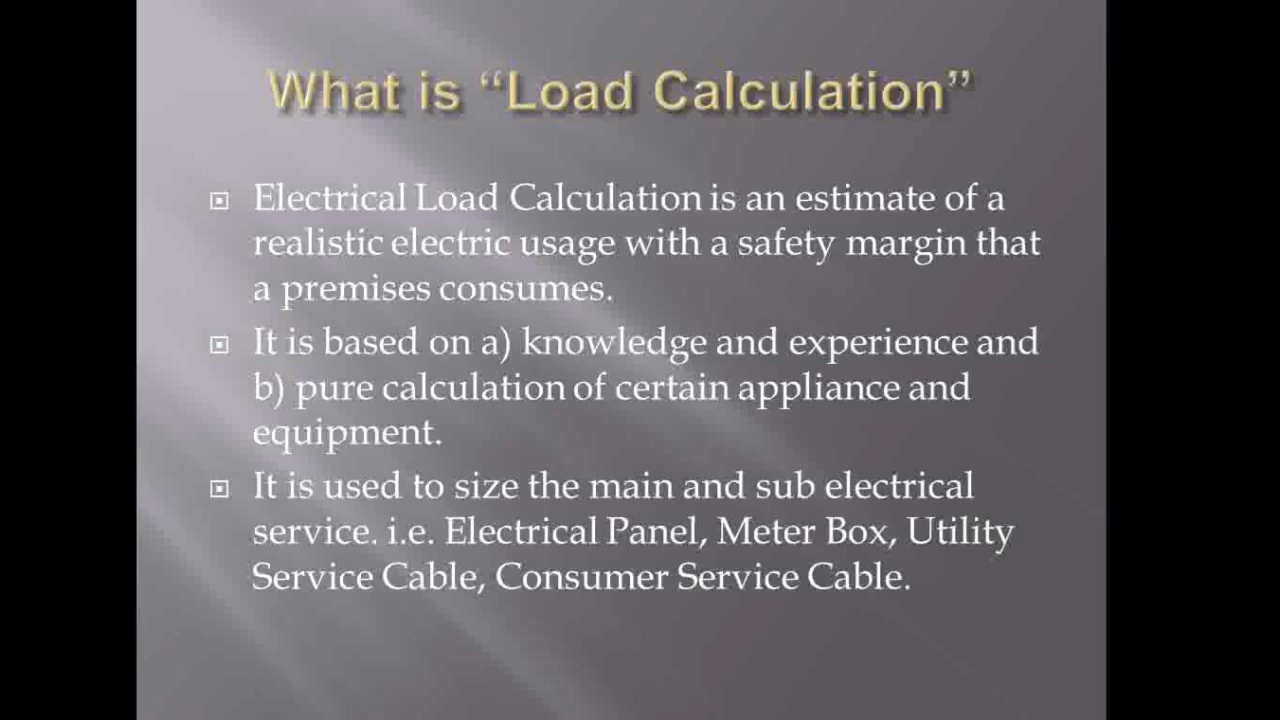 What is “Load Calculation”
Electrical Load Calculation is an estimate of a
realistic electric usage with a safety margin that
a premises consumes.
It is based on a) knowledge and experience and
b) pure calculation of certain appliance and
equipment.
It is used to size the main and sub electrical
service. i.e. Electrical Panel, Meter Box, Utility
Service Cable, Consumer Service Cable.